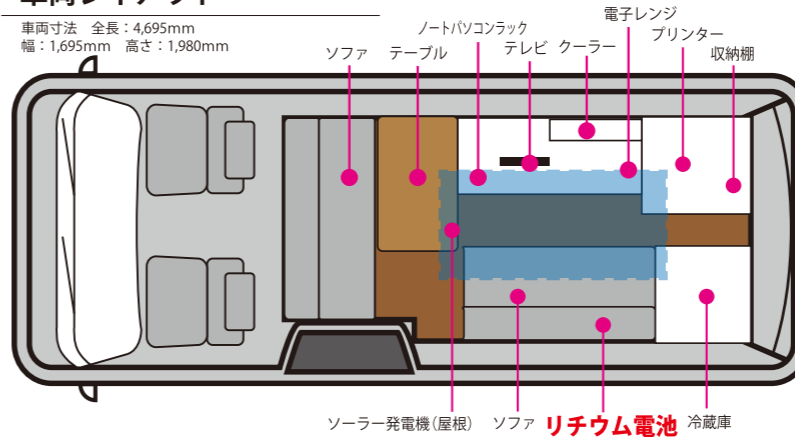 車両寸法 全長：4,695mm
幅：1,695mm 高さ：1,980mm
電子レンジ
ノートパソコンラック
プリンター
ソファ テーブル テレビ クーラー 収納棚
ソーラー発電機（屋根） ソファ リチウム電池 冷蔵庫